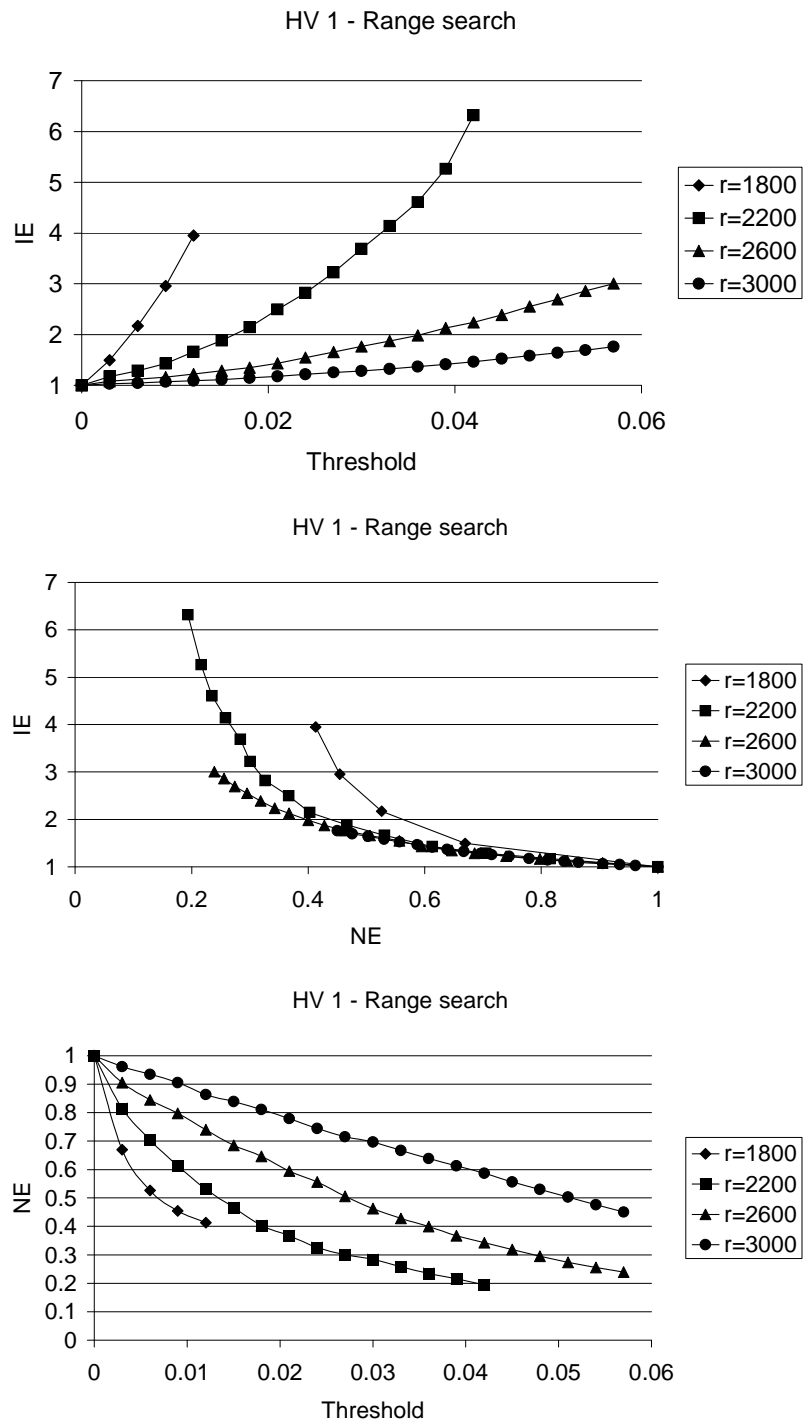 HV 1 - Range search
7
6
5
4
3
2
1
IE
0
0.02
0.04
0.06
Threshold
r=1800
r=2200
r=2600
r=3000
HV 1 - Range search
7
6
5
4
3
2
1
IE
0
0.2
0.4
0.6
0.8
1
NE
r=1800
r=2200
r=2600
r=3000
HV 1 - Range search
1
0.9
0.8
0.7
0.6
0.5
0.4
0.3
0.2
0.1
0
NE
0
0.01
0.02
0.03
0.04
0.05
0.06
Threshold
r=1800
r=2200
r=2600
r=3000